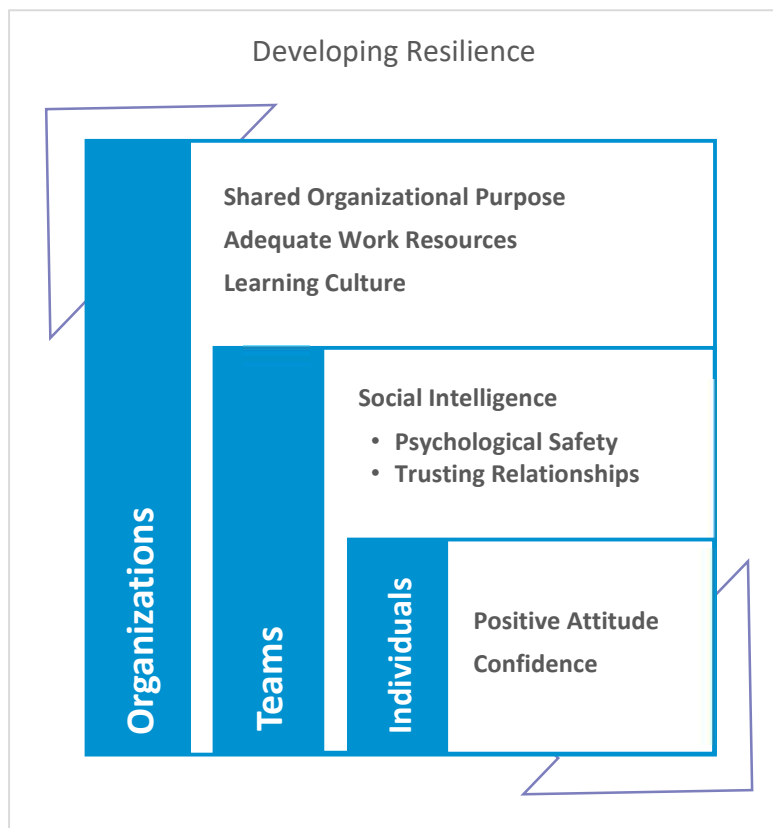 Developing Resilience
Organizations
Shared Organizational Purpose
Adequate Work Resources
Learning Culture
Teams
Social Intelligence
• Psychological Safety
• Trusting Relationships
Individuals
Positive Attitude
Confidence